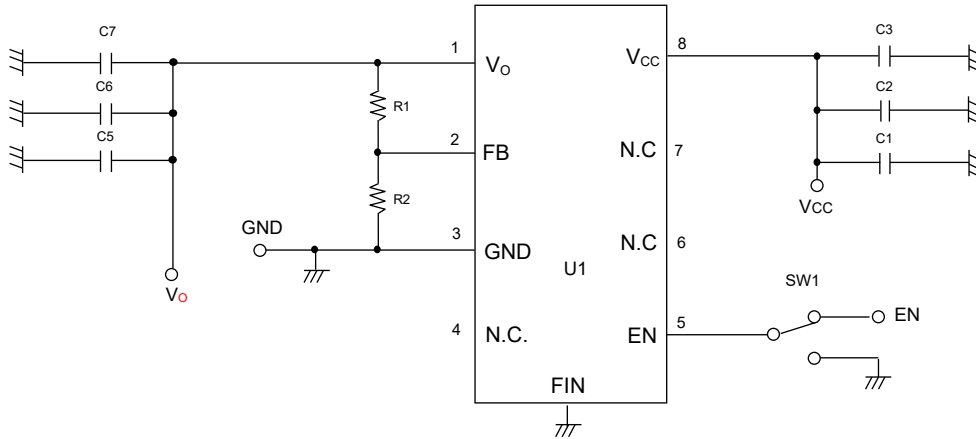 C7
C6
C5
VO
GND
R1
R2
1
2
3
4
VO
FB
GND
N.C.
U1
FIN
VCC
N.C
N.C
EN
8
7
6
5
C3
C2
C1
VCC
SW1
EN